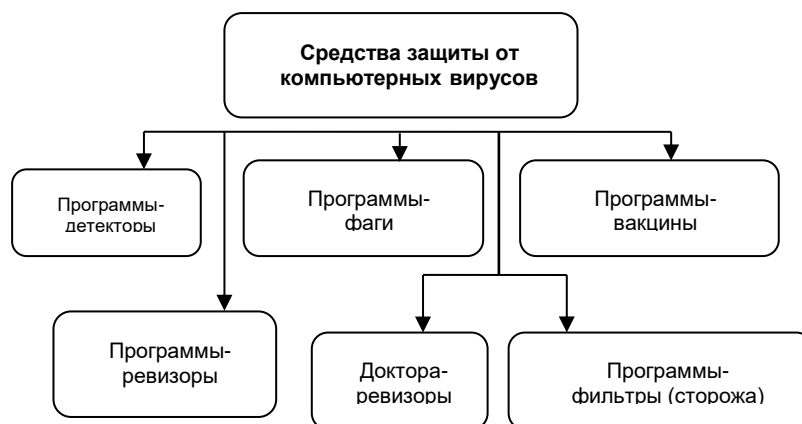 Средства защиты от
компьютерных вирусов
Программы-
детекторы
Программы-
фаги
Программы-
вакцины
Программы-
ревизоры
Доктора-
ревизоры
Программы-
фильтры (сторожа)